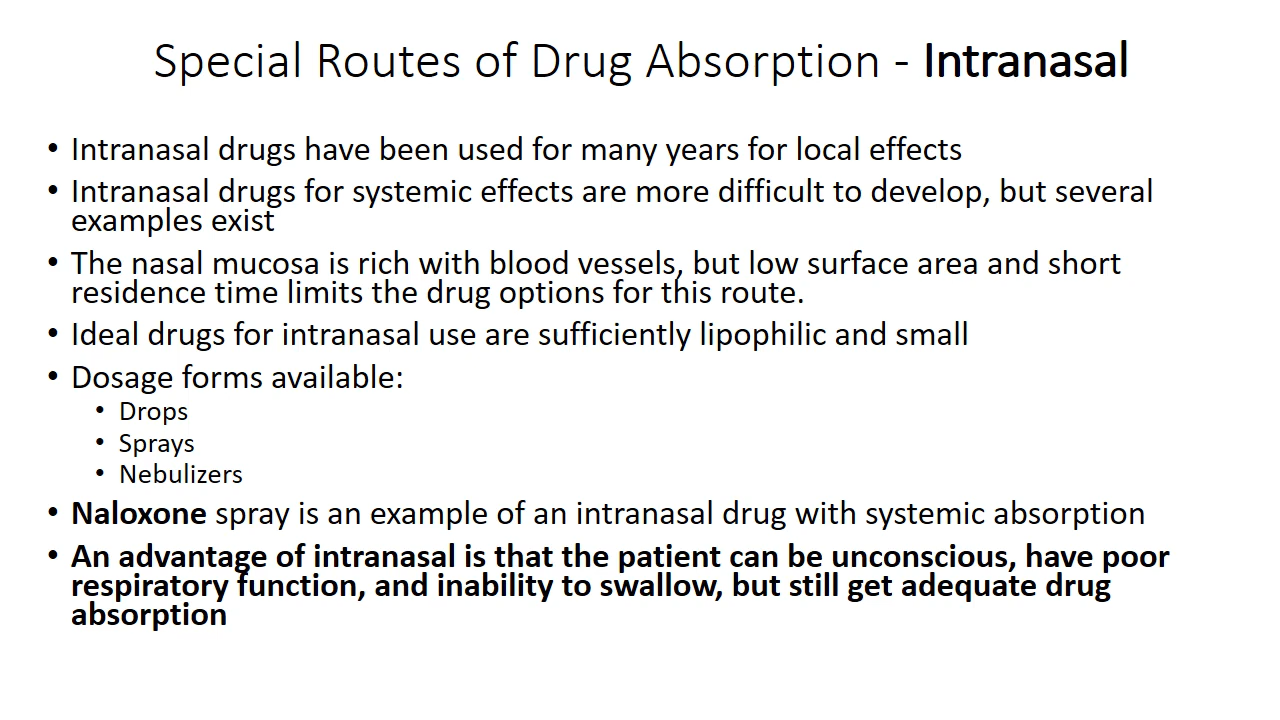 Special Routes of Drug Absorption - Intranasal
• Intranasal drugs have been used for many years for local effects
• Intranasal drugs for systemic effects are more difficult to develop, but several
examples exist
• The nasal mucosa is rich with blood vessels, but low surface area and short
residence time limits the drug options for this route.
• Ideal drugs for intranasal use are sufficiently lipophilic and small
• Dosage forms available:
• Drops
• Sprays
• Nebulizers
• Naloxone spray is an example of an intranasal drug with systemic absorption
• An advantage of intranasal is that the patient can be unconscious, have poor
respiratory function, and inability to swallow, but still get adequate drug
absorption